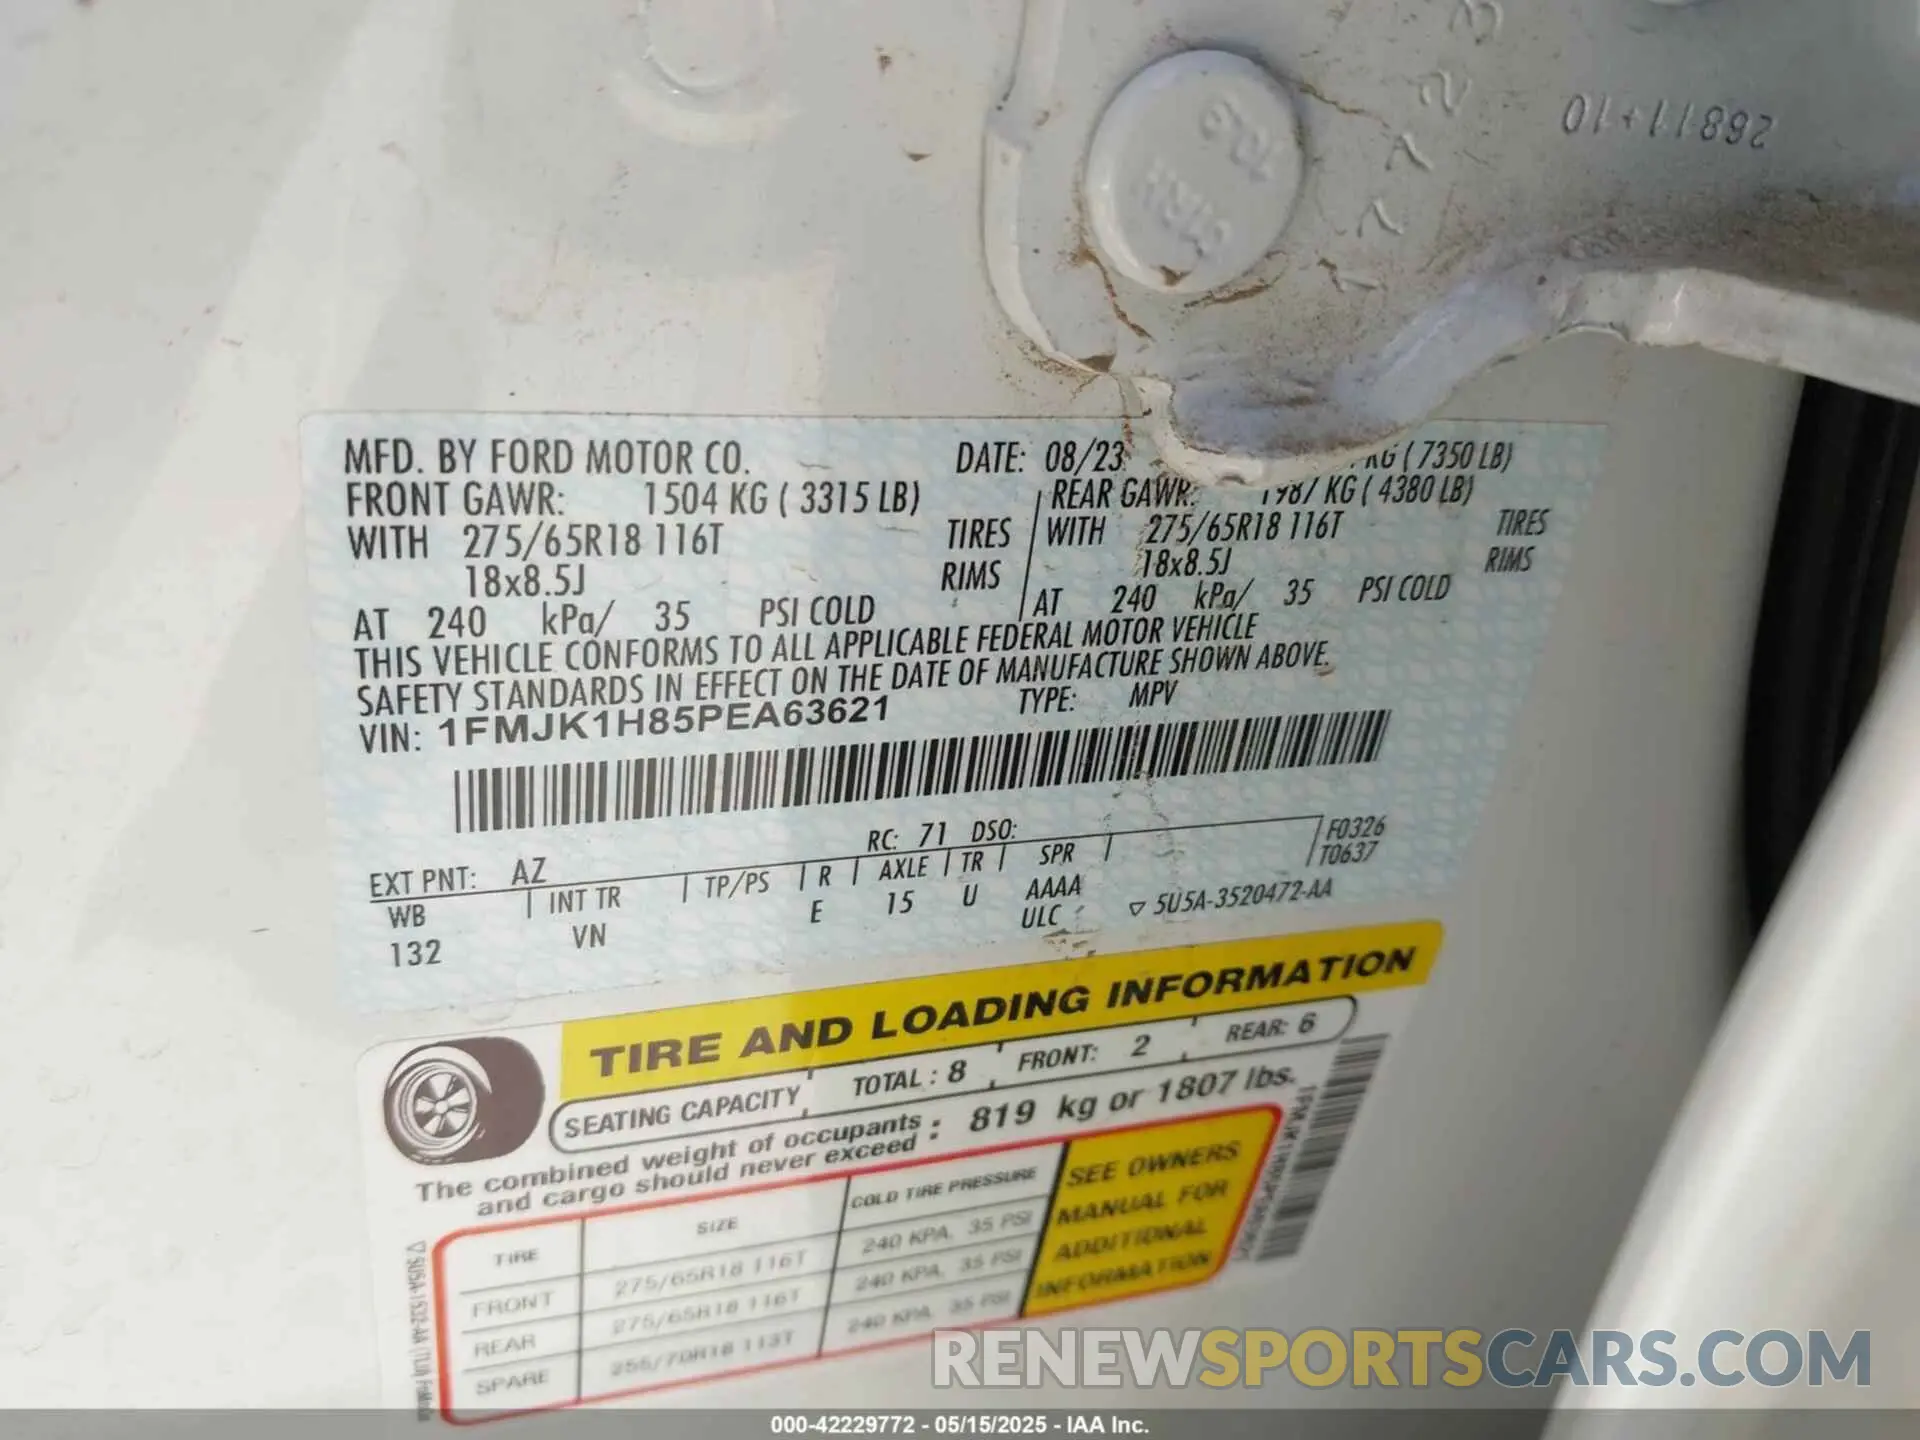 1 7 7 2 3
26811+10
MFD. BY FORD MOTOR CO. DATE: 08/23 KG ( 7350 LB)
FRONT GAWR: 1504 KG ( 3315 LB) REAR GAWR: 1987 KG ( 4380 LB)
WITH 275/65R18 116T TIRES WITH 275/65R18 116T TIRES
18x8.5J RIMS 18x8.5J RIMS
AT 240 kPa/ 35 PSI COLD AT 240 kPa/ 35 PSI COLD
THIS VEHICLE CONFORMS TO ALL APPLICABLE FEDERAL MOTOR VEHICLE
SAFETY STANDARDS IN EFFECT ON THE DATE OF MANUFACTURE SHOWN ABOVE.
VIN: 1FMJK1H85PEA63621 TYPE: MPV
RC: 71 DSO: F0326
EXT PNT: AZ T0637
WB INT TR TP/PS R AXLE TR SPR
132 VN E 15 U AAAA
ULC ▽ 5U5A-3520472-AA
TIRE AND LOADING INFORMATION
SEATING CAPACITY TOTAL : 8 FRONT: 2 REAR: 6
The combined weight of occupants and cargo should never exceed : 819 kg or 1807 lbs.
TIRE SIZE COLD TIRE PRESSURE
FRONT 275/65R18 116T 240 KPA, 35 PSI
REAR 275/65R18 116T 240 KPA, 35 PSI
SPARE 255/70R18 113T 240 KPA, 35 PSI
SEE OWNERS
MANUAL FOR
ADDITIONAL
INFORMATION
RENEWSPORTSCARS.COM
000-42229772 - 05/15/2025 - IAA Inc.